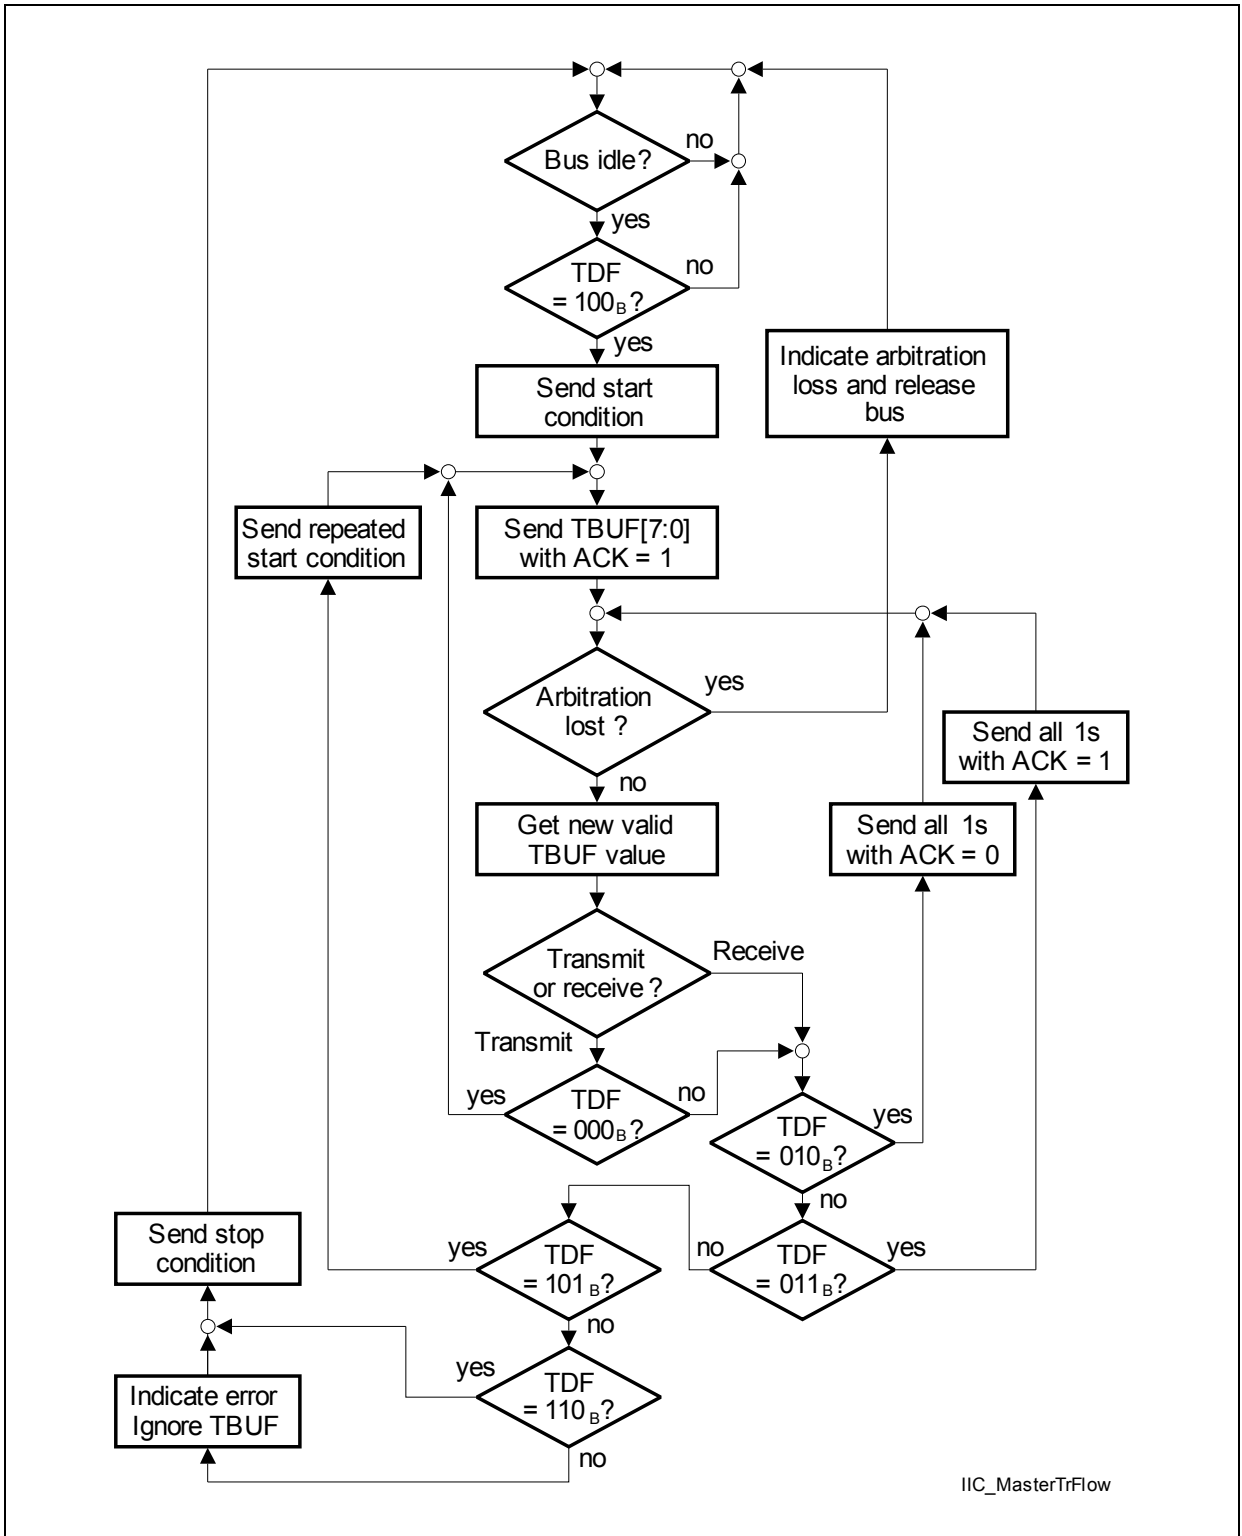 Bus idle?
no
yes
TDF
= 100B?
no
yes
Send start
condition
Indicate arbitration
loss and release
bus
Send repeated
start condition
Send TBUF[7:0]
with ACK = 1
Arbitration
lost ?
yes
no
Send all 1s
with ACK = 1
Get new valid
TBUF value
Send all 1s
with ACK = 0
Transmit
or receive ?
Receive
Transmit
TDF
= 000B?
yes
no
TDF
= 010B?
yes
no
TDF
= 011B?
yes
no
TDF
= 101B?
yes
no
Send stop
condition
TDF
= 110B?
yes
no
Indicate error
Ignore TBUF
IIC_MasterTrFlow